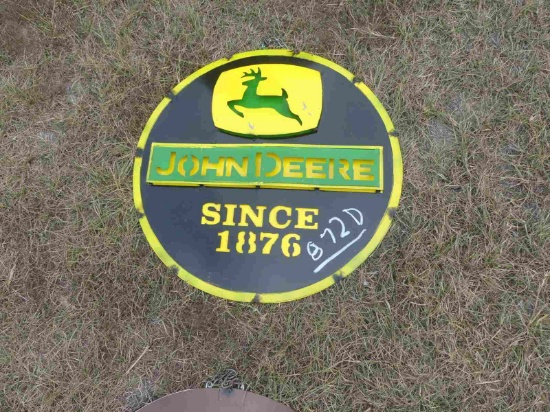 JOHN DEERE
SINCE
1876
872D